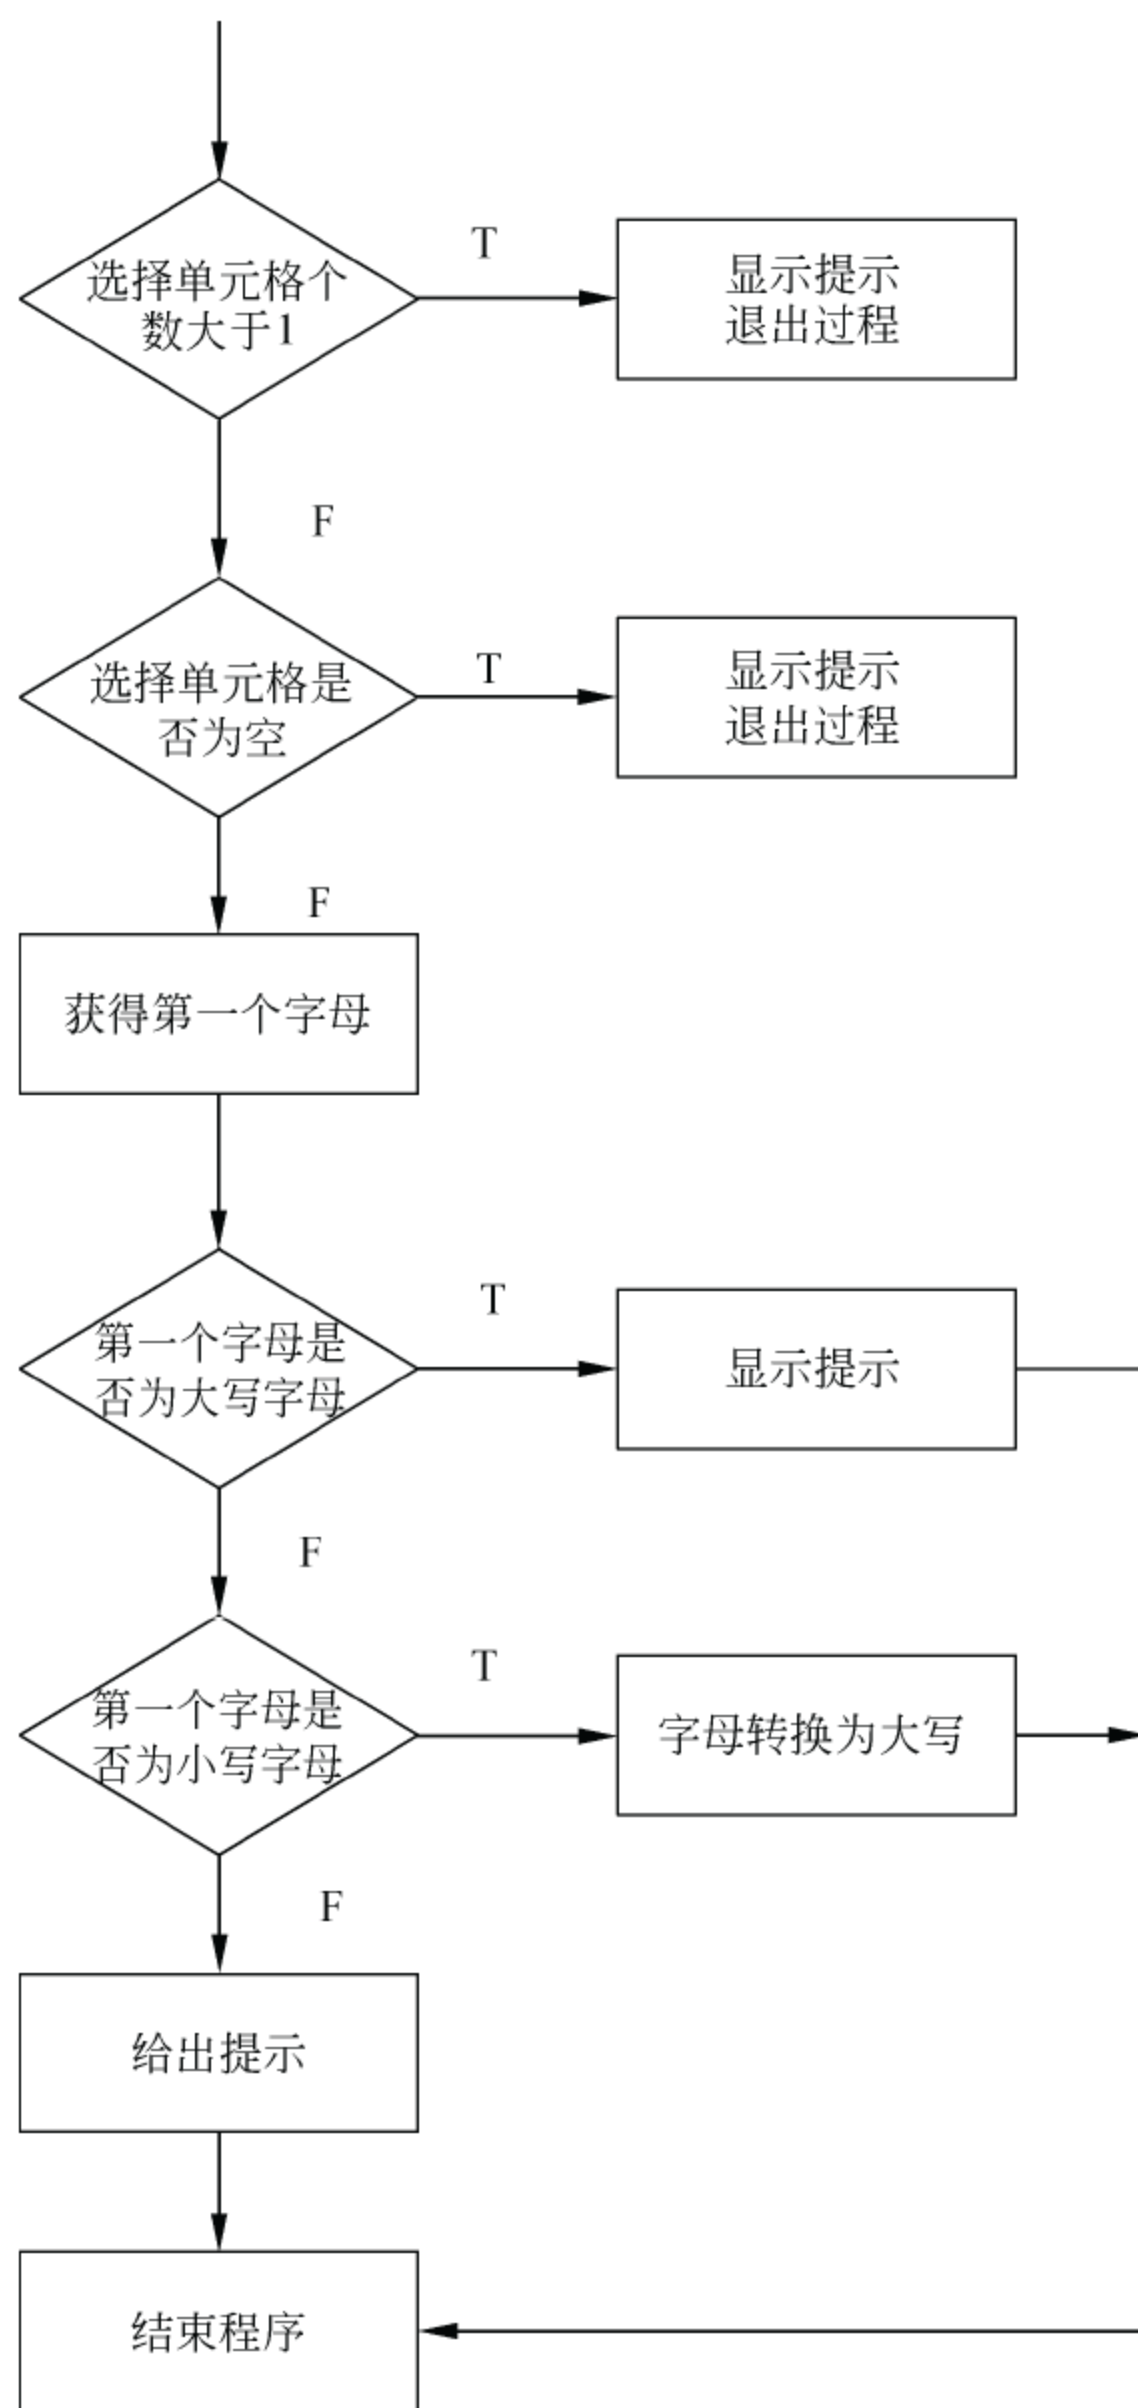 选择单元格个
数大于1
T
显示提示
退出过程
F
选择单元格是
否为空
T
显示提示
退出过程
F
获得第一个字母
第一个字母是
否为大写字母
T
显示提示
F
第一个字母是
否为小写字母
T
字母转换为大写
F
给出提示
结束程序